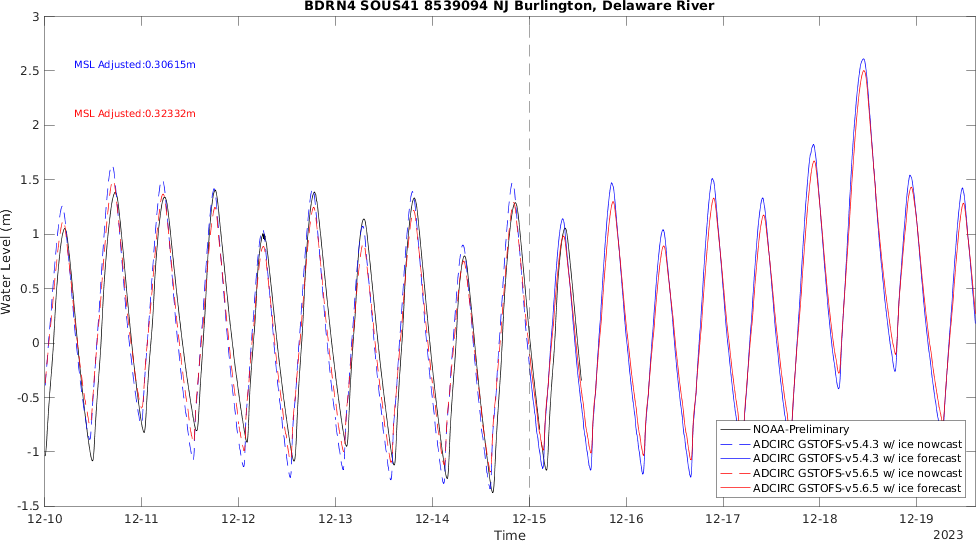 BDRN4 SOUS41 8539094 NJ Burlington, Delaware River
3
2.5
2
1.5
1
0.5
0
-0.5
-1
-1.5
Water Level (m)
MSL Adjusted:0.30615m
MSL Adjusted:0.32332m
NOAA-Preliminary
ADCIRC GSTOFS-v5.4.3 w/ ice nowcast
ADCIRC GSTOFS-v5.4.3 w/ ice forecast
ADCIRC GSTOFS-v5.6.5 w/ ice nowcast
ADCIRC GSTOFS-v5.6.5 w/ ice forecast
12-10 12-11 12-12 12-13 12-14 12-15 12-16 12-17 12-18 12-19
Time
2023